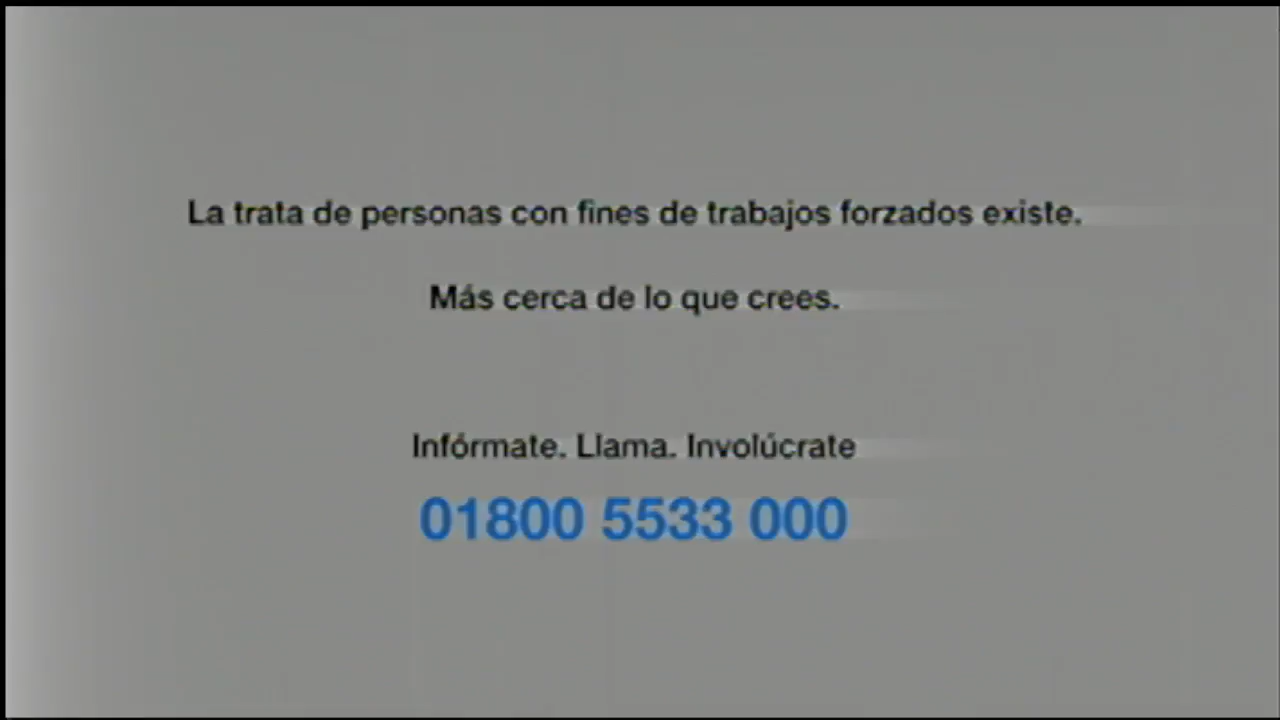 La trata de personas con fines de trabajos forzados existe.
Más cerca de lo que crees.
Infórmate. Llama. Involúcrate
01800 5533 000